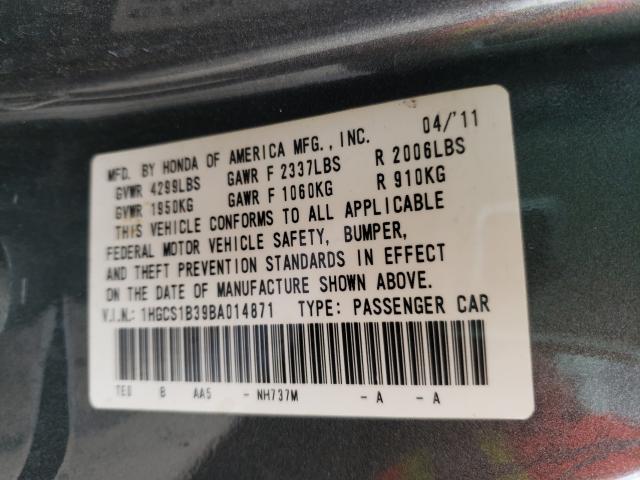 MFD. BY HONDA OF AMERICA MFG., INC. 04/'11
GVWR 4299LBS GAWR F 2337LBS R 2006LBS
GVWR 1950KG GAWR F 1060KG R 910KG
THIS VEHICLE CONFORMS TO ALL APPLICABLE
FEDERAL MOTOR VEHICLE SAFETY, BUMPER,
AND THEFT PREVENTION STANDARDS IN EFFECT
ON THE DATE OF MANUFACTURE SHOWN ABOVE.
V.I.N.: 1HGCS1B39BA014871 TYPE: PASSENGER CAR
TE0 B AA5 - NH737M - A - A